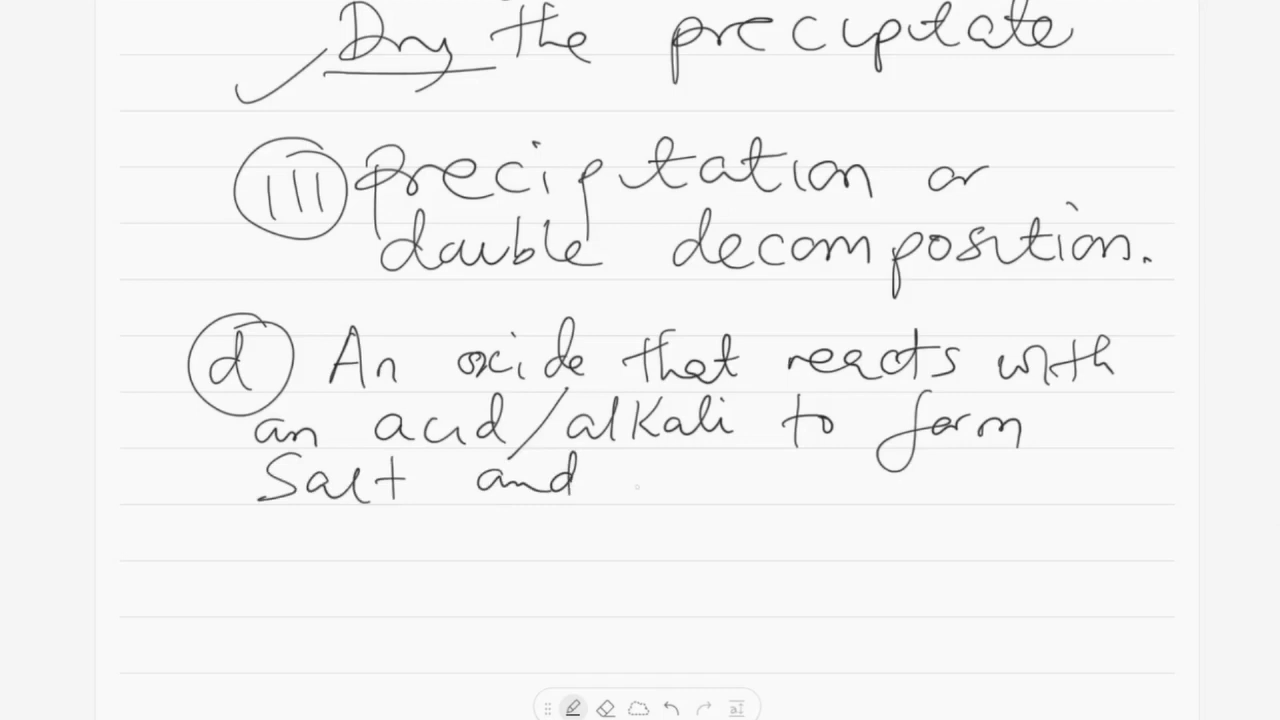 Dry the precipitate
(iii) precipitation or
double decomposition.
(d) An oxide that reacts with
an acid/alkali to form
Salt and